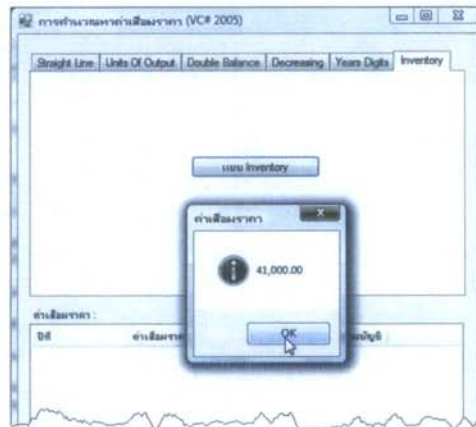 การคำนวณหาค่าเสื่อมราคา (VC# 2005)
Straight Line Units Of Output Double Balance Decreasing Years Digits Inventory
แบบ Inventory
ค่าเสื่อมราคา
41,000.00
OK
ค่าเสื่อมราคา :
ปีที่